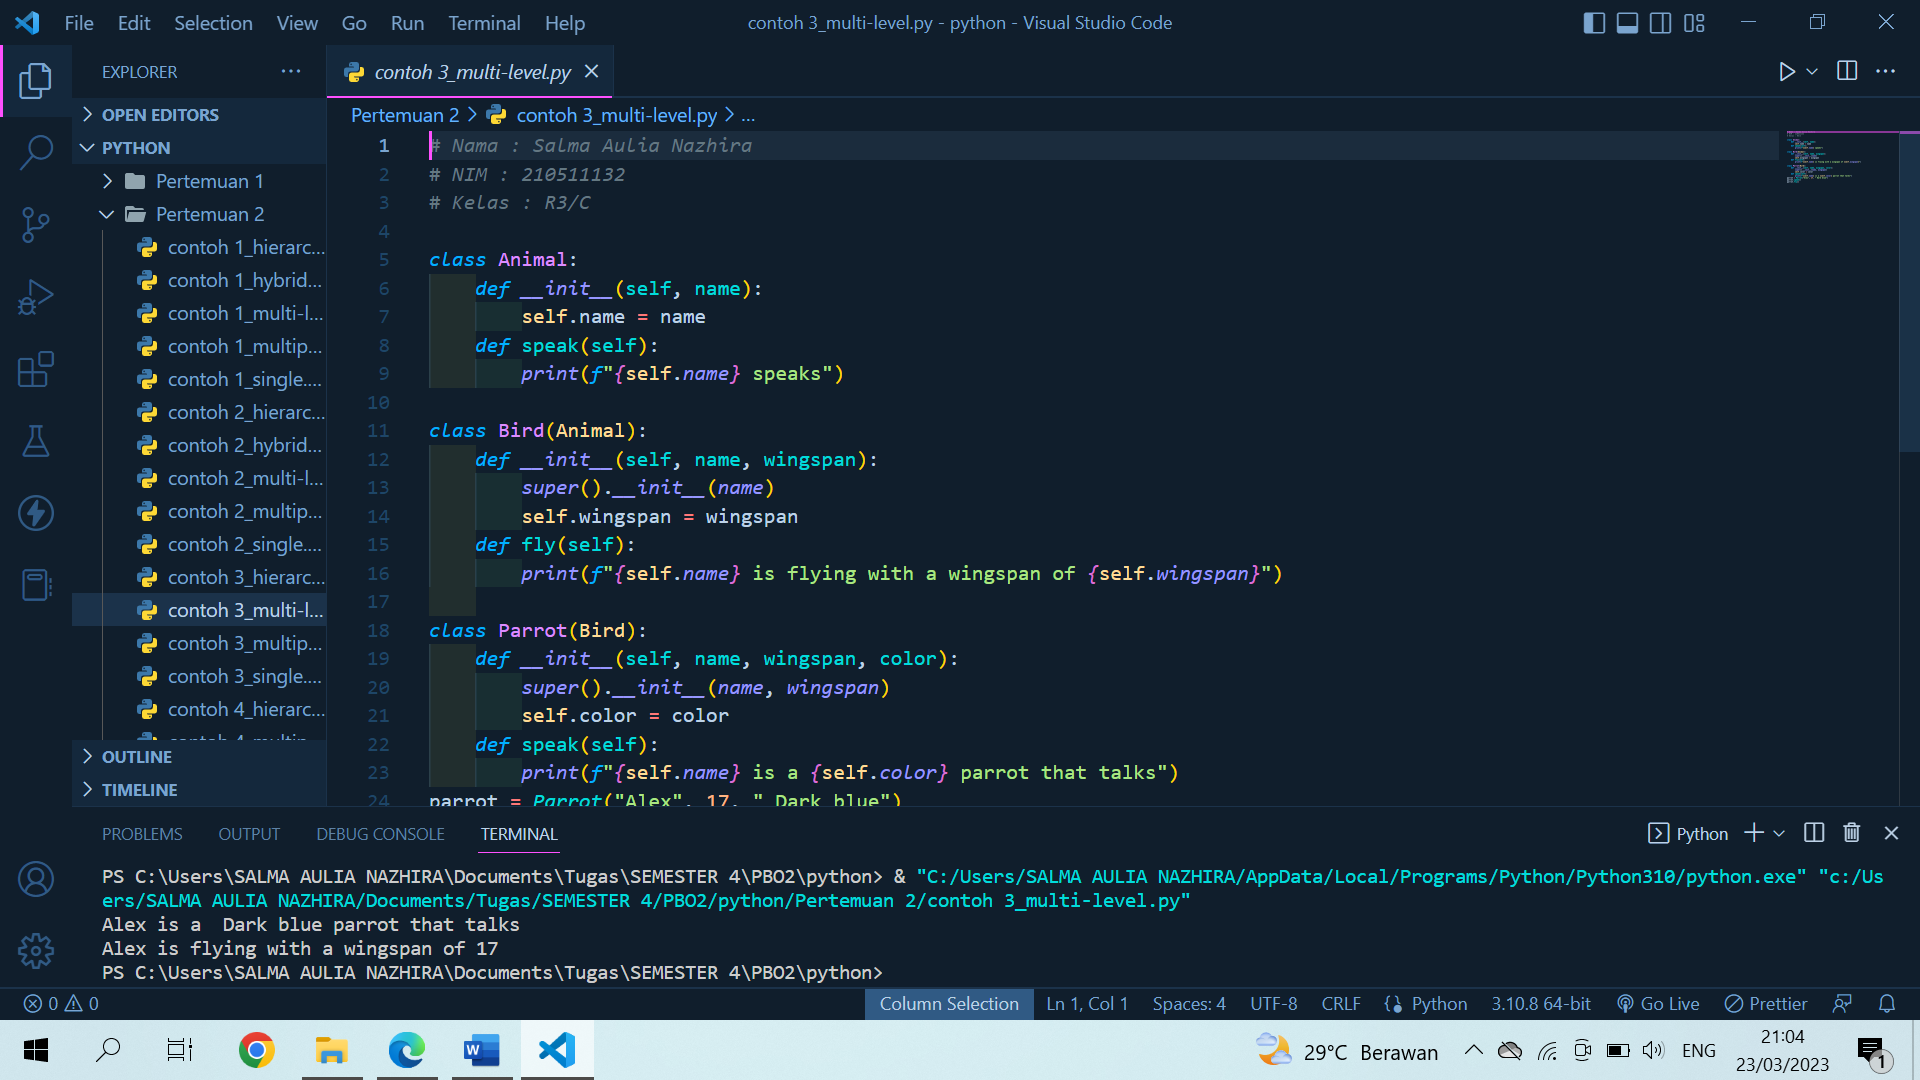 File Edit Selection View Go Run Terminal Help
contoh 3_multi-level.py - python - Visual Studio Code
EXPLORER
OPEN EDITORS
PYTHON
Pertemuan 1
Pertemuan 2
contoh 1_hierarc...
contoh 1_hybrid...
contoh 1_multi-l...
contoh 1_multip...
contoh 1_single....
contoh 2_hierarc...
contoh 2_hybrid...
contoh 2_multi-l...
contoh 2_multip...
contoh 2_single....
contoh 3_hierarc...
contoh 3_multi-l...
contoh 3_multip...
contoh 3_single....
contoh 4_hierarc...
contoh 4_multip...
OUTLINE
TIMELINE
contoh 3_multi-level.py
Pertemuan 2 > contoh 3_multi-level.py > ...
1 # Nama : Salma Aulia Nazhira
2 # NIM : 210511132
3 # Kelas : R3/C
4
5 class Animal:
6 def __init__(self, name):
7 self.name = name
8 def speak(self):
9 print(f"{self.name} speaks")
10
11 class Bird(Animal):
12 def __init__(self, name, wingspan):
13 super().__init__(name)
14 self.wingspan = wingspan
15 def fly(self):
16 print(f"{self.name} is flying with a wingspan of {self.wingspan}")
17
18 class Parrot(Bird):
19 def __init__(self, name, wingspan, color):
20 super().__init__(name, wingspan)
21 self.color = color
22 def speak(self):
23 print(f"{self.name} is a {self.color} parrot that talks")
24 parrot = Parrot("Alex", 17, " Dark blue")
PROBLEMS OUTPUT DEBUG CONSOLE TERMINAL
Python
PS C:\Users\SALMA AULIA NAZHIRA\Documents\Tugas\SEMESTER 4\PBO2\python> & "C:/Users/SALMA AULIA NAZHIRA/AppData/Local/Programs/Python/Python310/python.exe" "c:/Us
ers/SALMA AULIA NAZHIRA/Documents/Tugas/SEMESTER 4/PBO2/python/Pertemuan 2/contoh 3_multi-level.py"
Alex is a  Dark blue parrot that talks
Alex is flying with a wingspan of 17
PS C:\Users\SALMA AULIA NAZHIRA\Documents\Tugas\SEMESTER 4\PBO2\python>
0 0 Column Selection Ln 1, Col 1 Spaces: 4 UTF-8 CRLF Python 3.10.8 64-bit Go Live Prettier
29°C Berawan ENG 21:04
23/03/2023
1